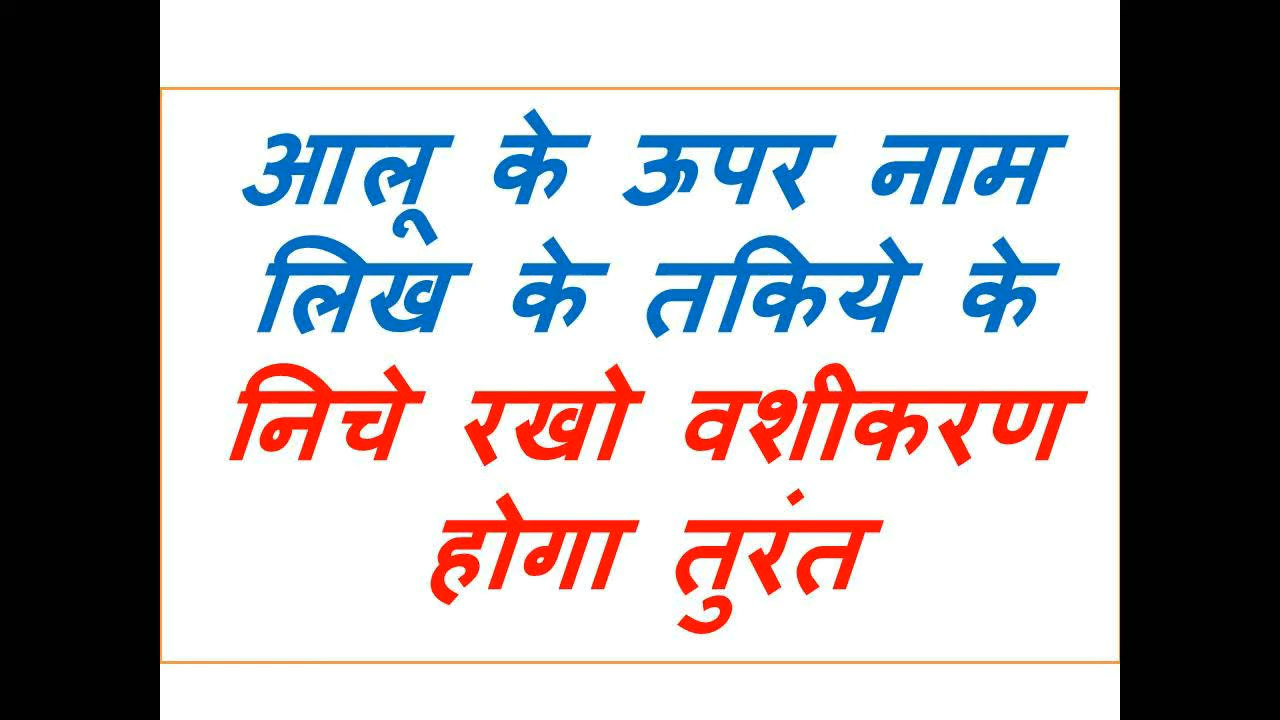 आलू के ऊपर नाम
लिख के तकिये के
निचे रखो वशीकरण
होगा तुरंत